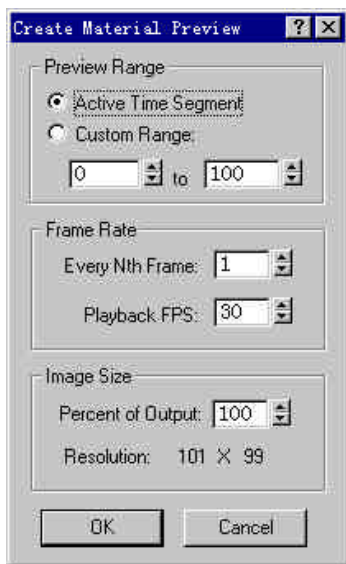 Create Material Preview ? X
Preview Range
Active Time Segment
Custom Range:
0 to 100
Frame Rate
Every Nth Frame: 1
Playback FPS: 30
Image Size
Percent of Output: 100
Resolution: 101 X 99
OK Cancel